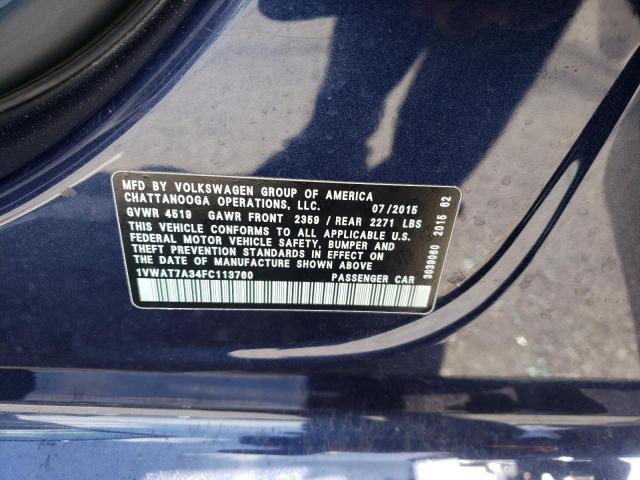 MFD BY VOLKSWAGEN GROUP OF AMERICA
CHATTANOOGA OPERATIONS, LLC. 07/2015
GVWR 4519 GAWR FRONT 2359 / REAR 2271 LBS
THIS VEHICLE CONFORMS TO ALL APPLICABLE U.S.
FEDERAL MOTOR VEHICLE SAFETY, BUMPER AND
THEFT PREVENTION STANDARDS IN EFFECT ON
THE DATE OF MANUFACTURE SHOWN ABOVE
1VWAT7A34FC113760 PASSENGER CAR
3039060 2015 62